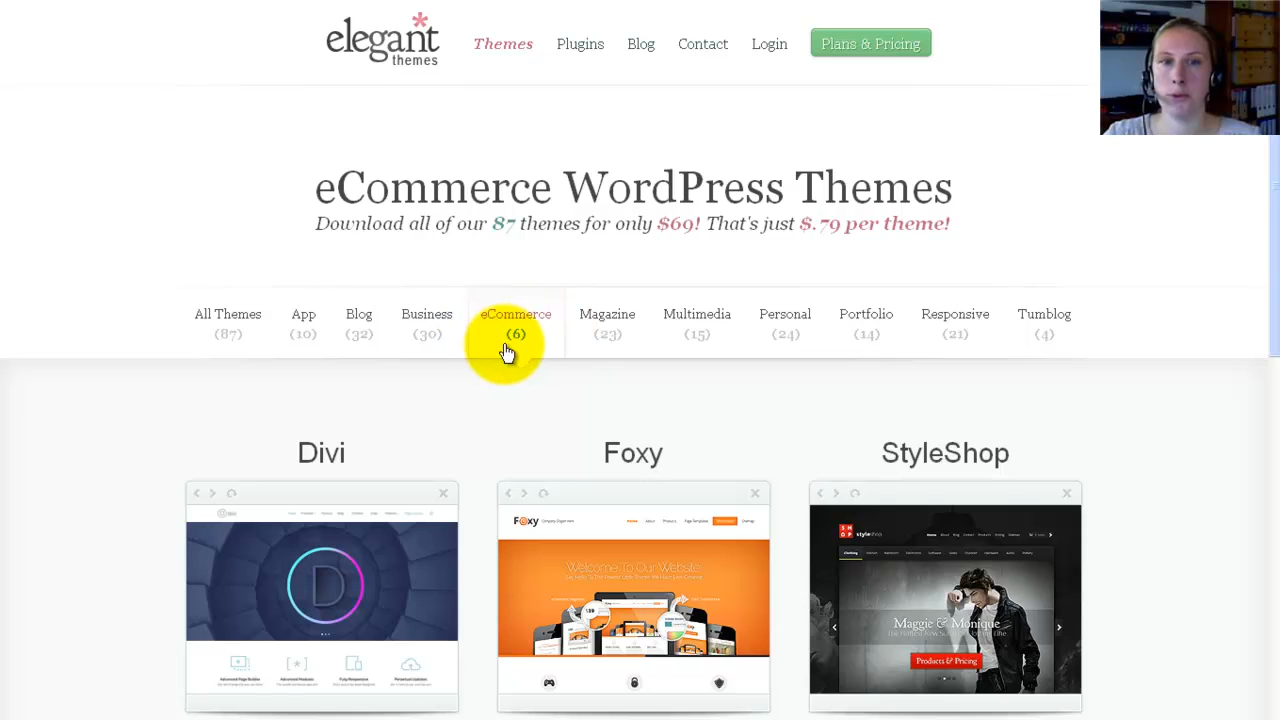 elegant themes
Themes Plugins Blog Contact Login Plans & Pricing
eCommerce WordPress Themes
Download all of our 87 themes for only $69! That's just $.79 per theme!
All Themes App Blog Business eCommerce Magazine Multimedia Personal Portfolio Responsive Tumblog
(87) (10) (32) (30) (6) (23) (15) (24) (14) (21) (4)
Divi Foxy StyleShop
D
Foxy
Welcome To Our Website
SHOP styleshop
Maggie & Monique
Products & Pricing